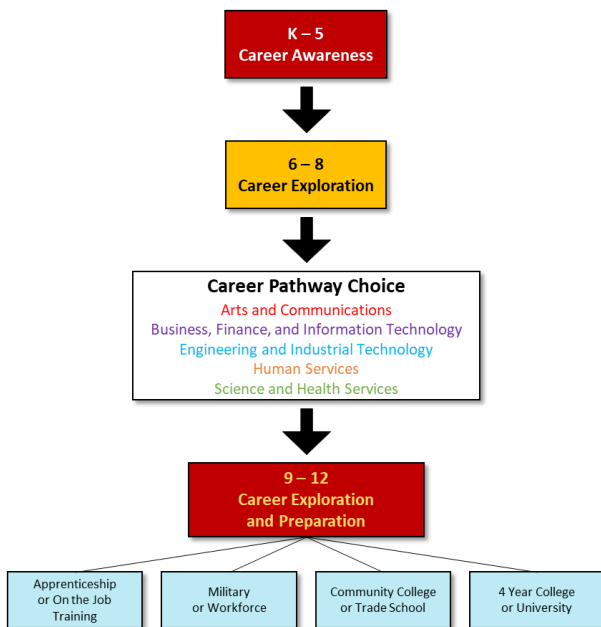 K – 5
Career Awareness
6 – 8
Career Exploration
Career Pathway Choice
Arts and Communications
Business, Finance, and Information Technology
Engineering and Industrial Technology
Human Services
Science and Health Services
9 – 12
Career Exploration
and Preparation
Apprenticeship
or On the Job
Training
Military
or Workforce
Community College
or Trade School
4 Year College
or University